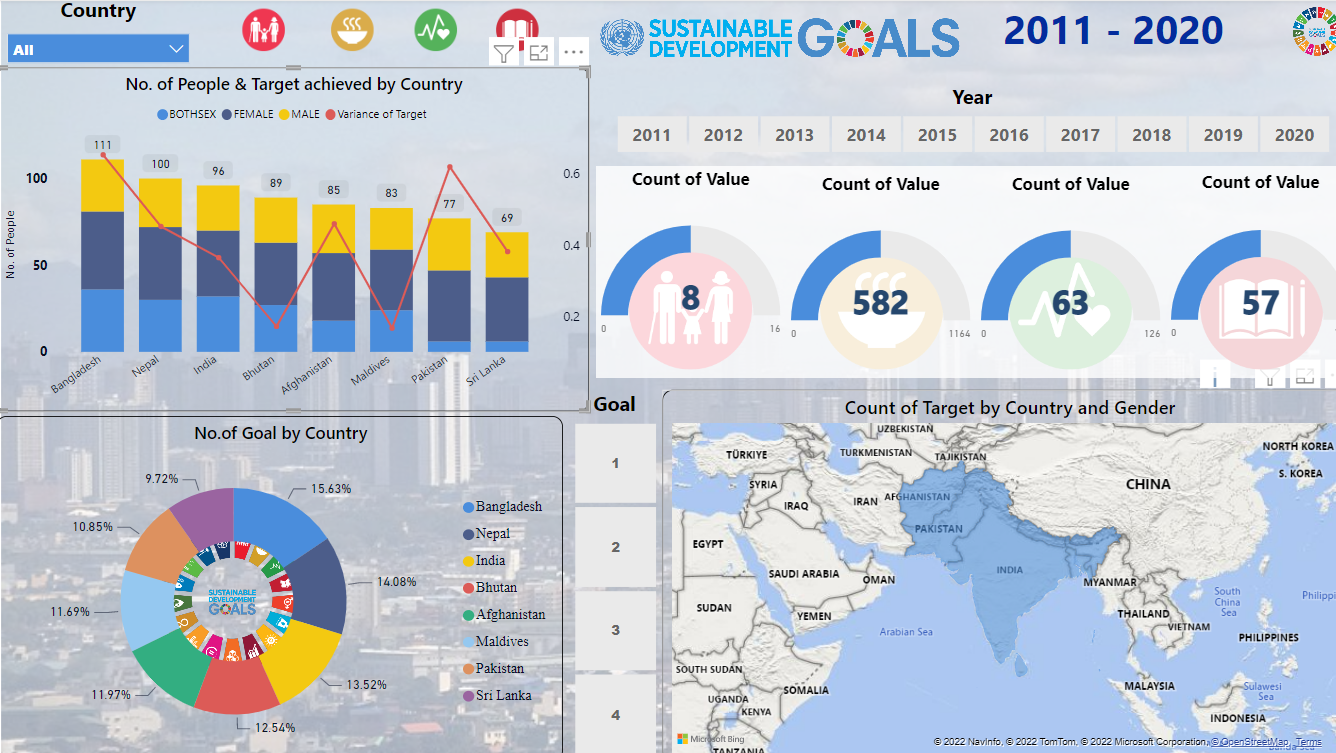 Country
All
SUSTAINABLE
DEVELOPMENT
GOALS
2011 - 2020
No. of People & Target achieved by Country
BOTHSEX FEMALE MALE Variance of Target
No. of People
100
50
0
111
100
96
89
85
83
77
69
0.6
0.4
0.2
Bangladesh
Nepal
India
Bhutan
Afghanistan
Maldives
Pakistan
Sri Lanka
Year
2011 2012 2013 2014 2015 2016 2017 2018 2019 2020
Count of Value
8
0 16
Count of Value
582
0 1164
Count of Value
63
0 126
Count of Value
57
0
No.of Goal by Country
15.63%
14.08%
13.52%
12.54%
11.97%
11.69%
10.85%
9.72%
SUSTAINABLE
DEVELOPMENT
GOALS
Bangladesh
Nepal
India
Bhutan
Afghanistan
Maldives
Pakistan
Sri Lanka
Goal
1
2
3
4
Count of Target by Country and Gender
UZBEKISTAN
NORTH KOREA
TÜRKIYE
TURKMENISTAN
TAJIKISTAN
S. KOREA
SYRIA
CHINA
IRAQ
IRAN
AFGHANISTAN
PAKISTAN
EGYPT
SAUDI ARABIA
OMAN
INDIA
MYANMAR
South
China
Sea
Philippi
SUDAN
YEMEN
THAILAND
VIETNAM
Arabian Sea
PHILIPPINES
SOUTH SUDAN
SOMALIA
MALAYSIA
Sulawesi
Sea
UGANDA
KENYA
INDONESIA
TANZANIA
Microsoft Bing
© 2022 NavInfo, © 2022 TomTom, © 2022 Microsoft Corporation, © OpenStreetMap, Terms